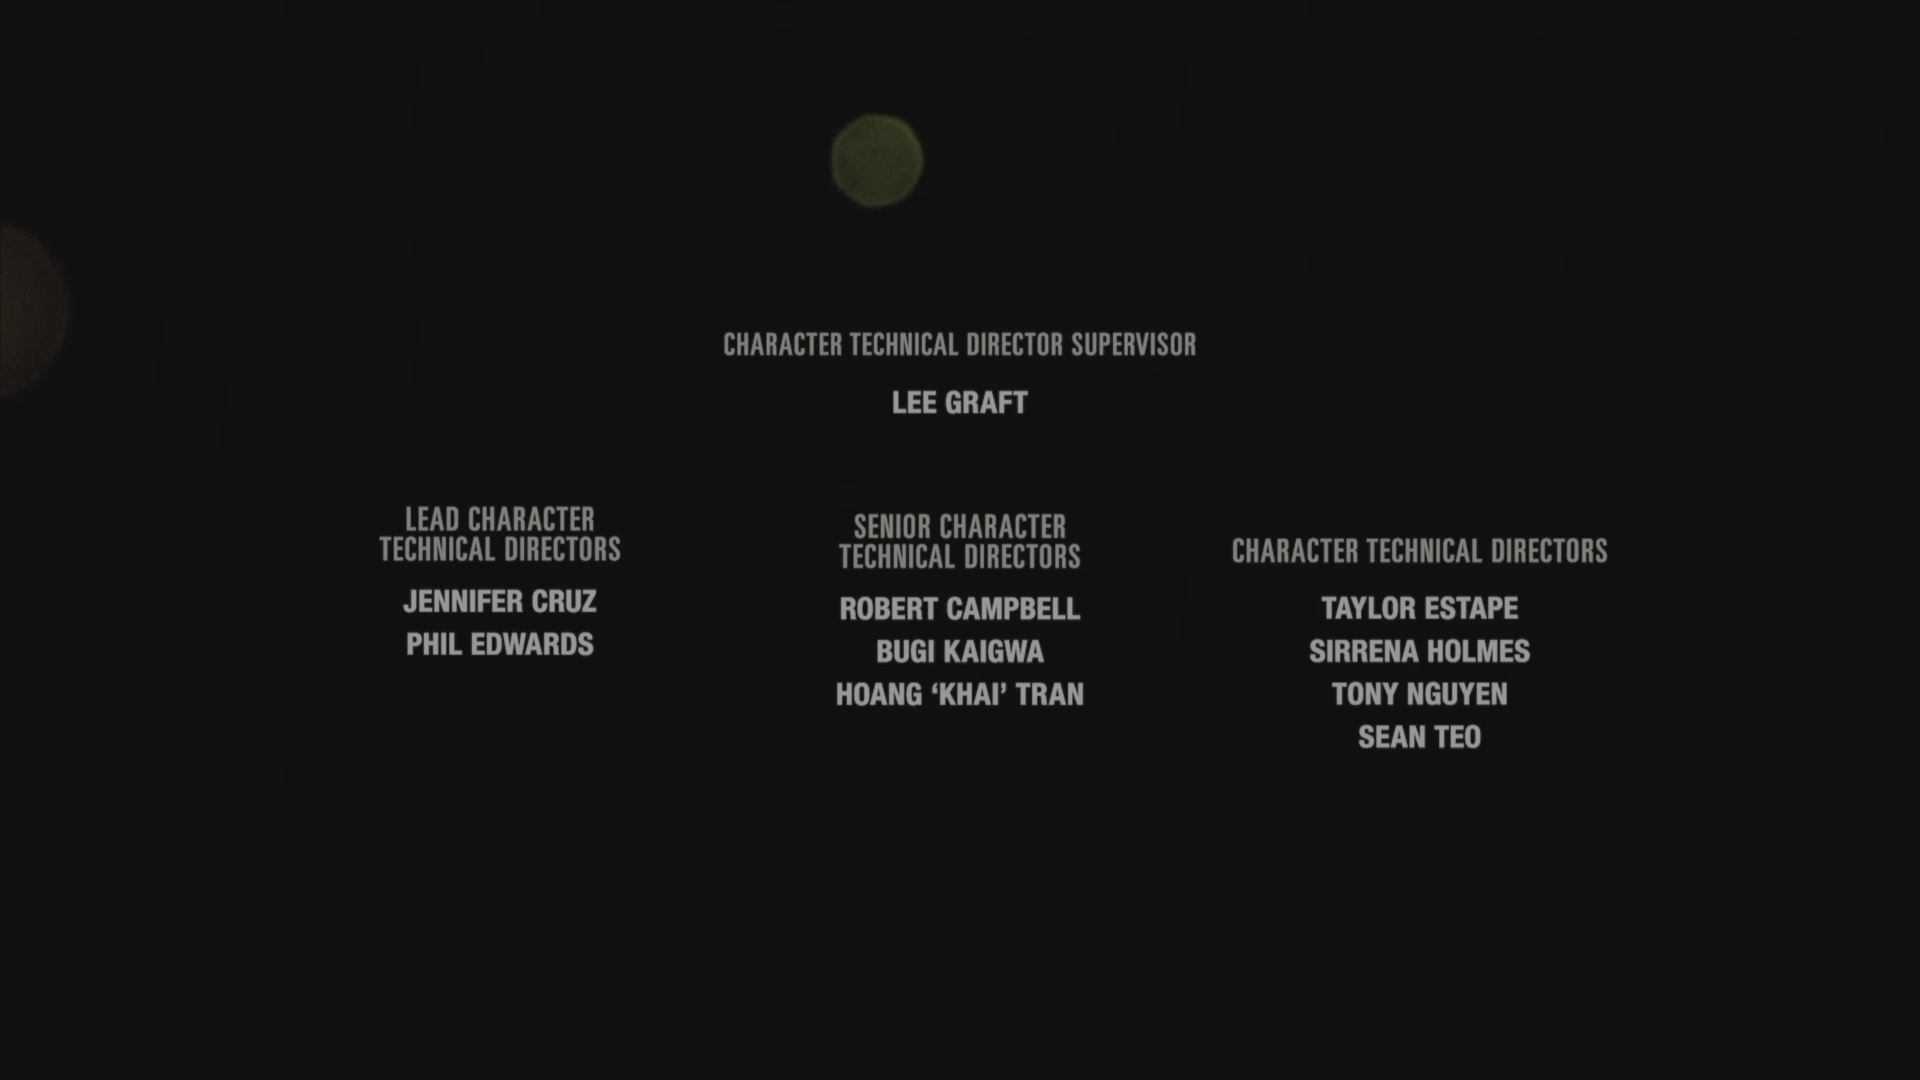 CHARACTER TECHNICAL DIRECTOR SUPERVISOR
LEE GRAFT
LEAD CHARACTER
TECHNICAL DIRECTORS
JENNIFER CRUZ
PHIL EDWARDS
SENIOR CHARACTER
TECHNICAL DIRECTORS
ROBERT CAMPBELL
BUGI KAIGWA
HOANG ‘KHAI’ TRAN
CHARACTER TECHNICAL DIRECTORS
TAYLOR ESTAPE
SIRRENA HOLMES
TONY NGUYEN
SEAN TEO